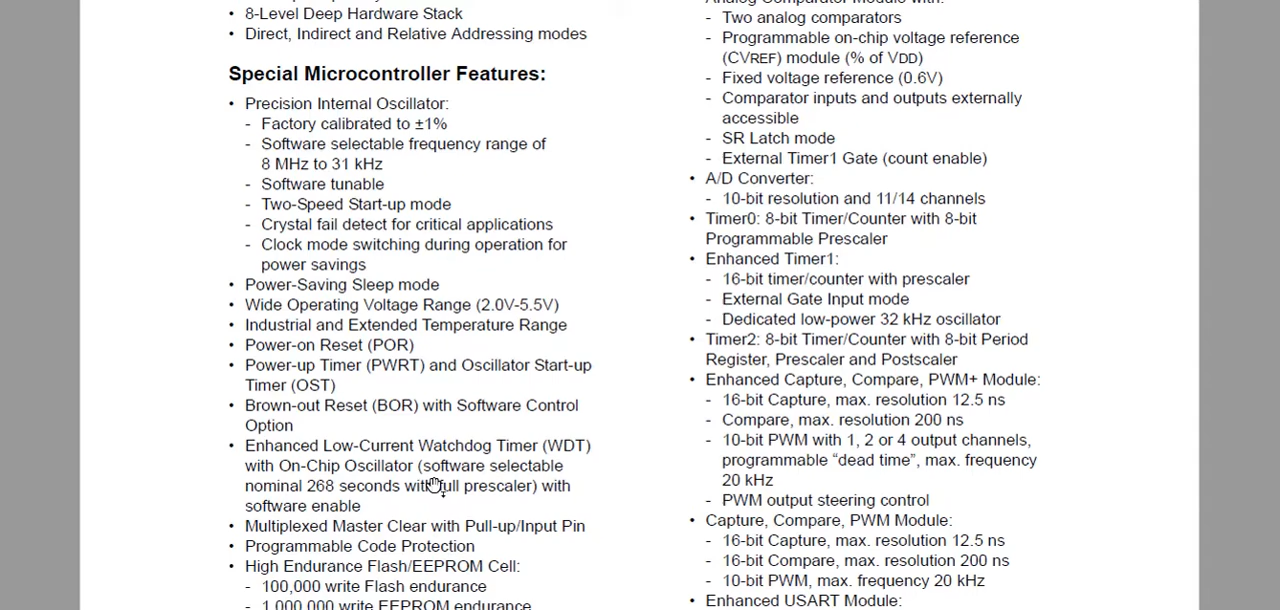 • 8-Level Deep Hardware Stack
• Direct, Indirect and Relative Addressing modes
Special Microcontroller Features:
• Precision Internal Oscillator:
- Factory calibrated to ±1%
- Software selectable frequency range of
8 MHz to 31 kHz
- Software tunable
- Two-Speed Start-up mode
- Crystal fail detect for critical applications
- Clock mode switching during operation for
power savings
• Power-Saving Sleep mode
• Wide Operating Voltage Range (2.0V-5.5V)
• Industrial and Extended Temperature Range
• Power-on Reset (POR)
• Power-up Timer (PWRT) and Oscillator Start-up
Timer (OST)
• Brown-out Reset (BOR) with Software Control
Option
• Enhanced Low-Current Watchdog Timer (WDT)
with On-Chip Oscillator (software selectable
nominal 268 seconds with full prescaler) with
software enable
• Multiplexed Master Clear with Pull-up/Input Pin
• Programmable Code Protection
• High Endurance Flash/EEPROM Cell:
- 100,000 write Flash endurance
- 1,000,000 write EEPROM endurance
Analog Comparator Module with:
- Two analog comparators
- Programmable on-chip voltage reference
(CVREF) module (% of VDD)
- Fixed voltage reference (0.6V)
- Comparator inputs and outputs externally
accessible
- SR Latch mode
- External Timer1 Gate (count enable)
• A/D Converter:
- 10-bit resolution and 11/14 channels
• Timer0: 8-bit Timer/Counter with 8-bit
Programmable Prescaler
• Enhanced Timer1:
- 16-bit timer/counter with prescaler
- External Gate Input mode
- Dedicated low-power 32 kHz oscillator
• Timer2: 8-bit Timer/Counter with 8-bit Period
Register, Prescaler and Postscaler
• Enhanced Capture, Compare, PWM+ Module:
- 16-bit Capture, max. resolution 12.5 ns
- Compare, max. resolution 200 ns
- 10-bit PWM with 1, 2 or 4 output channels,
programmable “dead time”, max. frequency
20 kHz
- PWM output steering control
• Capture, Compare, PWM Module:
- 16-bit Capture, max. resolution 12.5 ns
- 16-bit Compare, max. resolution 200 ns
- 10-bit PWM, max. frequency 20 kHz
• Enhanced USART Module: